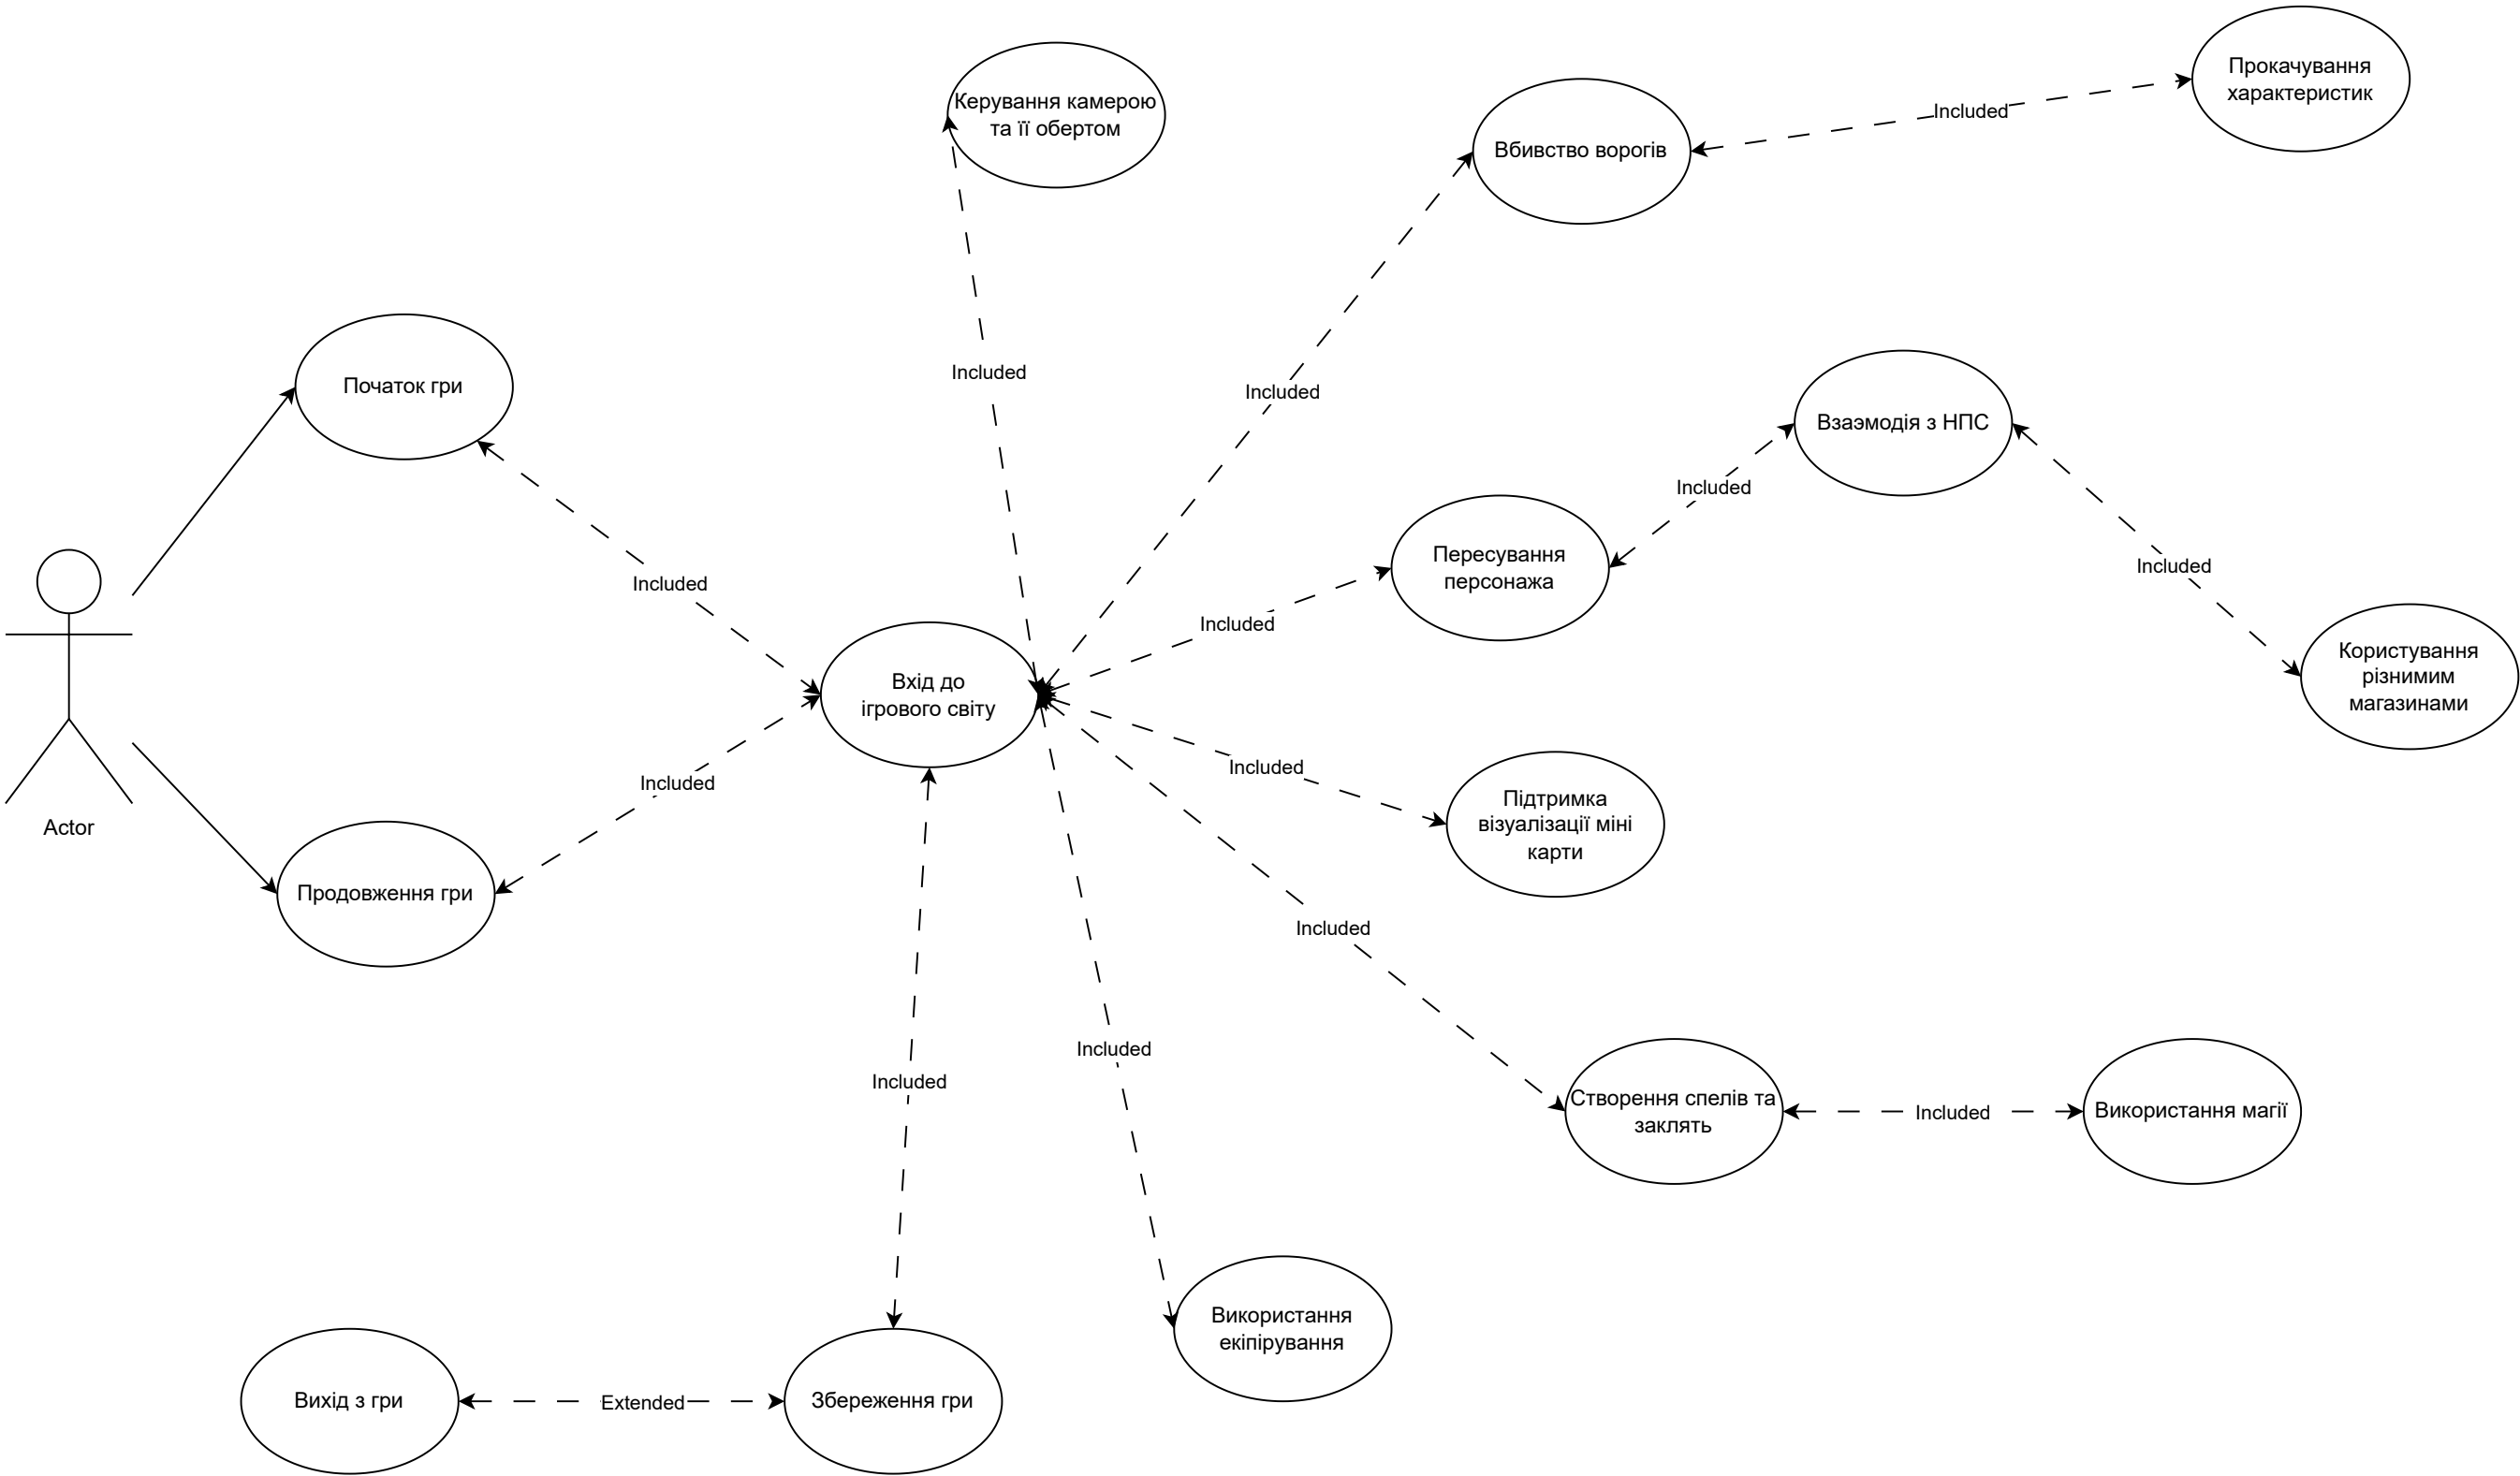 Керування камерою
та її обертом
Вбивство ворогів
Included
Прокачування
характеристик
Початок гри
Included
Included
Взаэмодія з НПС
Included
Пересування
персонажа
Included
Included
Included
Користування
різнимим
магазинами
Вхід до
ігрового світу
Included
Included
Підтримка
візуалізації міні
карти
Actor
Продовження гри
Included
Included
Included
Створення спелів та
заклять
Included
Використання магії
Використання
екіпірування
Вихід з гри
Extended
Збереження гри